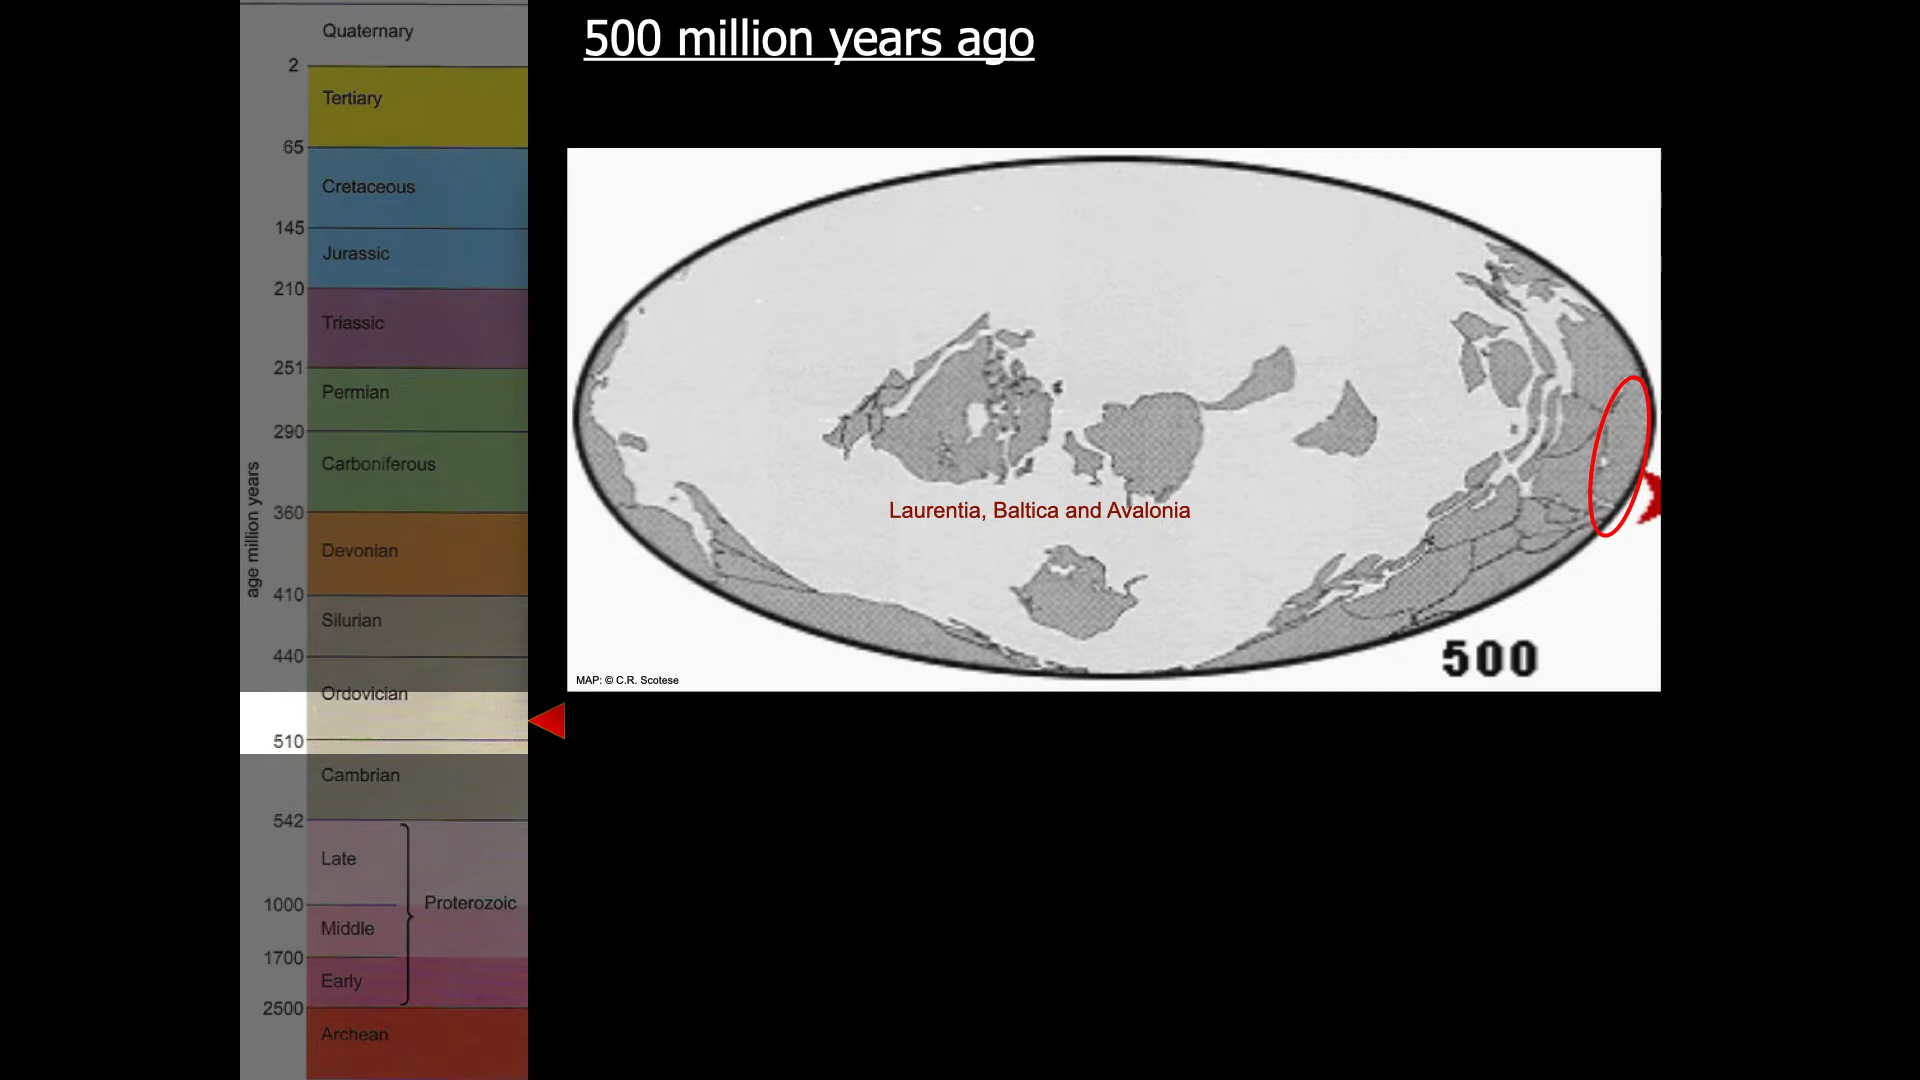 500 million years ago
Quaternary
2
Tertiary
65
Cretaceous
145
Jurassic
210
Triassic
251
Permian
290
Carboniferous
360
Devonian
410
Silurian
440
Ordovician
510
Cambrian
542
Late
1000
Proterozoic
Middle
1700
Early
2500
Archean
age million years
Laurentia, Baltica and Avalonia
500
MAP: © C.R. Scotese